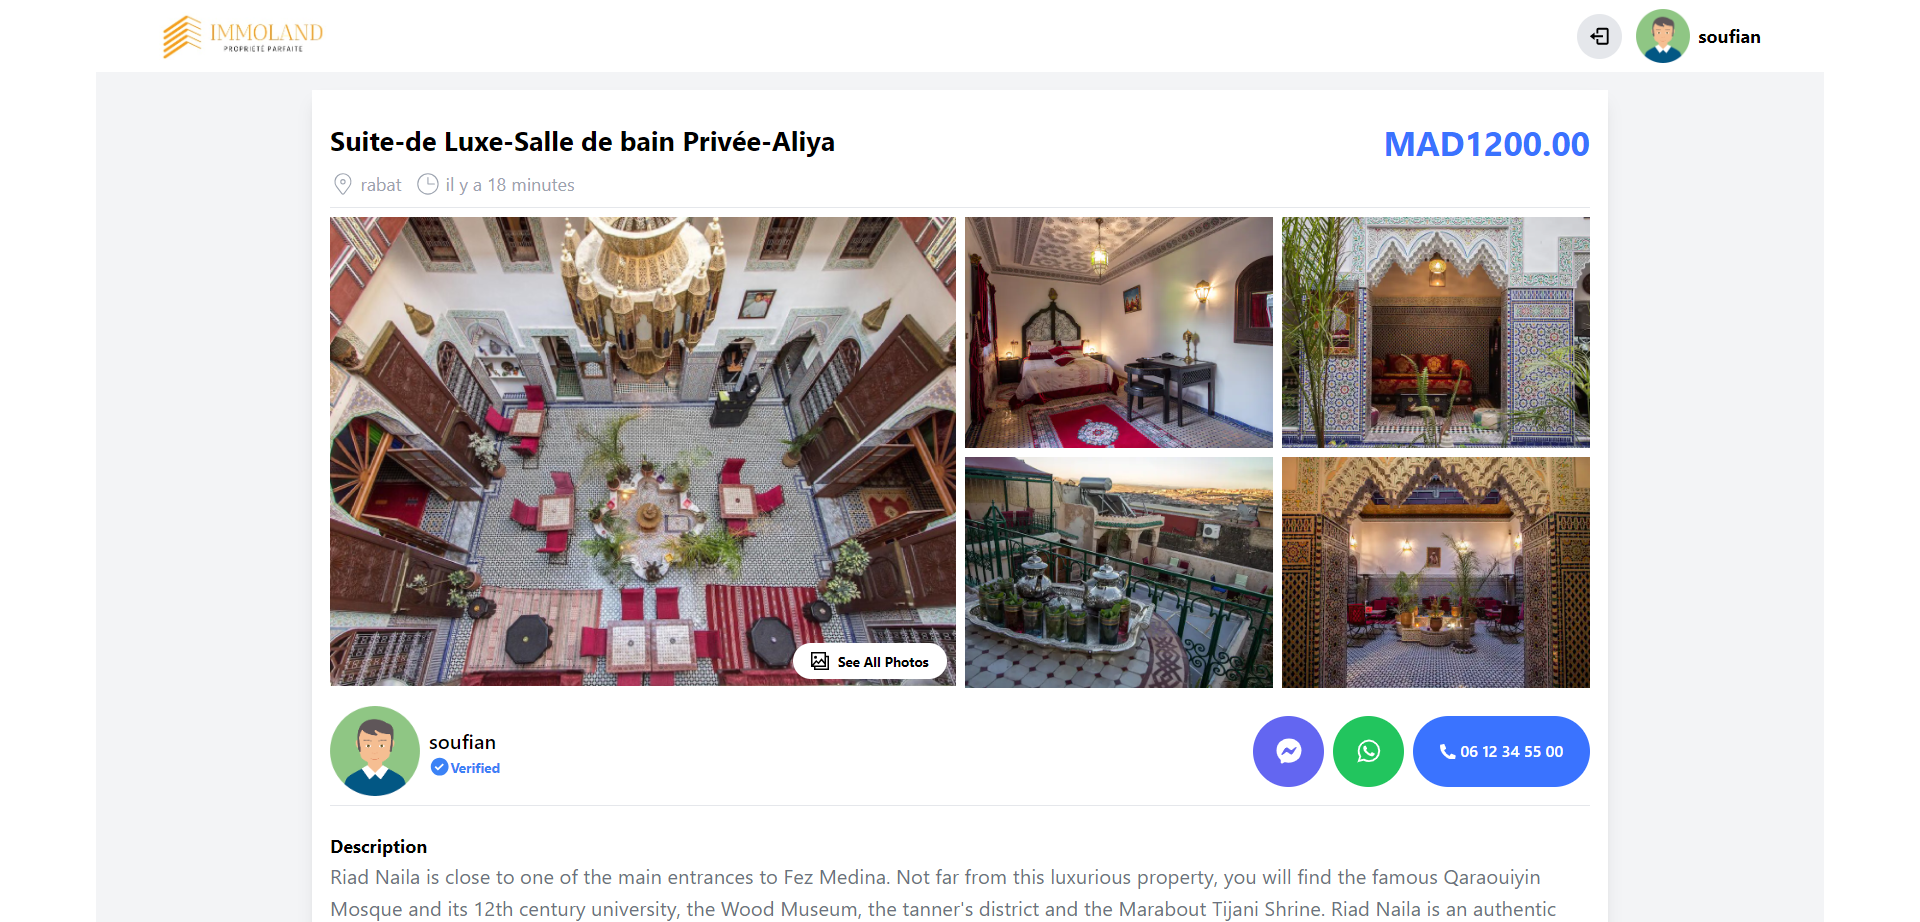 IMMOLAND
PROPRIETÉ PARFAITE
soufian
Suite-de Luxe-Salle de bain Privée-Aliya
MAD1200.00
rabat
il y a 18 minutes
See All Photos
soufian
Verified
06 12 34 55 00
Description
Riad Naila is close to one of the main entrances to Fez Medina. Not far from this luxurious property, you will find the famous Qaraouiyin
Mosque and its 12th century university, the Wood Museum, the tanner's district and the Marabout Tijani Shrine. Riad Naila is an authentic